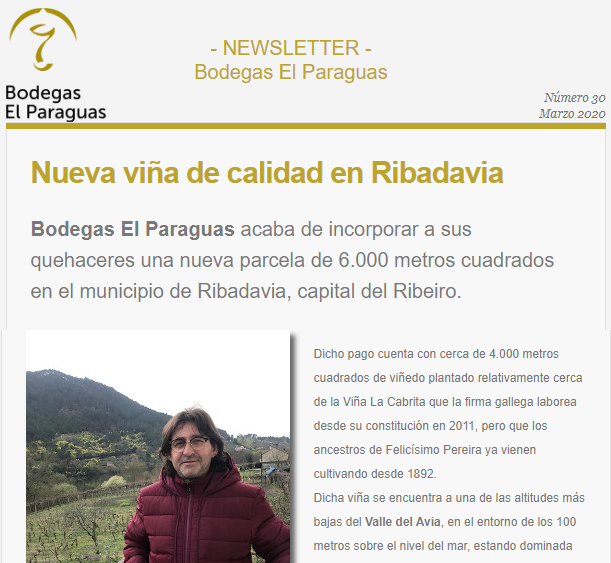 - NEWSLETTER -
Bodegas El Paraguas
Bodegas
El Paraguas
Número 30
Marzo 2020
Nueva viña de calidad en Ribadavia
Bodegas El Paraguas acaba de incorporar a sus
quehaceres una nueva parcela de 6.000 metros cuadrados
en el municipio de Ribadavia, capital del Ribeiro.
Dicho pago cuenta con cerca de 4.000 metros
cuadrados de viñedo plantado relativamente cerca
de la Viña La Cabrita que la firma gallega laborea
desde su constitución en 2011, pero que los
ancestros de Felicísimo Pereira ya vienen
cultivando desde 1892.
Dicha viña se encuentra a una de las altitudes más
bajas del Valle del Avia, en el entorno de los 100
metros sobre el nivel del mar, estando dominada